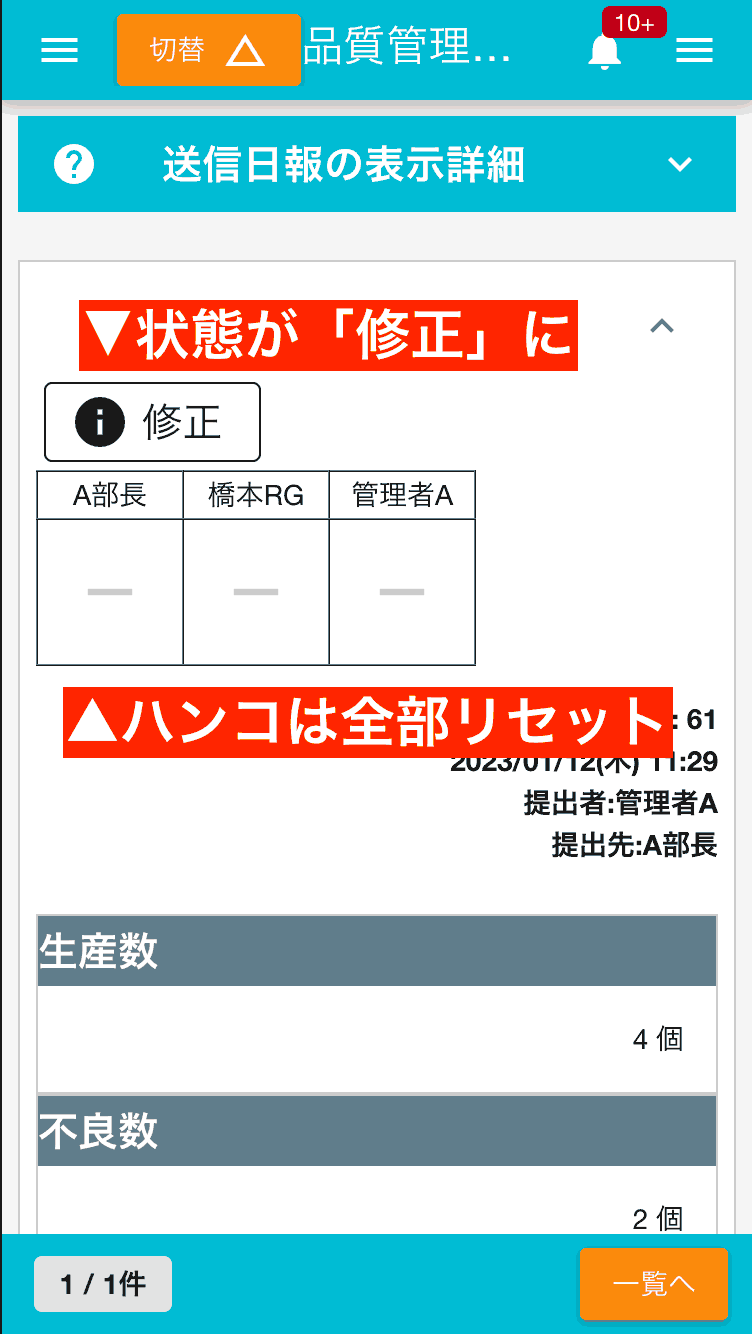 切替 △ 品質管理...
10+
送信日報の表示詳細
▼状態が「修正」に
修正
A部長 橋本RG 管理者A
▲ハンコは全部リセット
: 61
2023/01/12(木) 11:29
提出者:管理者A
提出先:A部長
生産数
4 個
不良数
2 個
1 / 1件
一覧へ